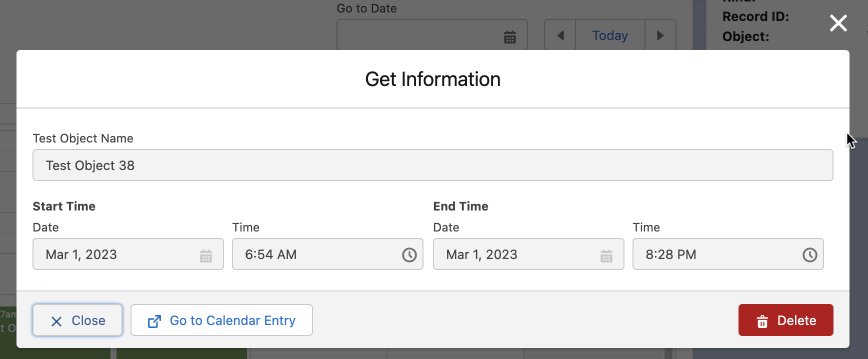 Go to Date
Today
Record ID:
Object:
Get Information
Test Object Name
Test Object 38
Start Time
End Time
Date
Time
Date
Time
Mar 1, 2023
6:54 AM
Mar 1, 2023
8:28 PM
7am
t O
Close
Go to Calendar Entry
Delete